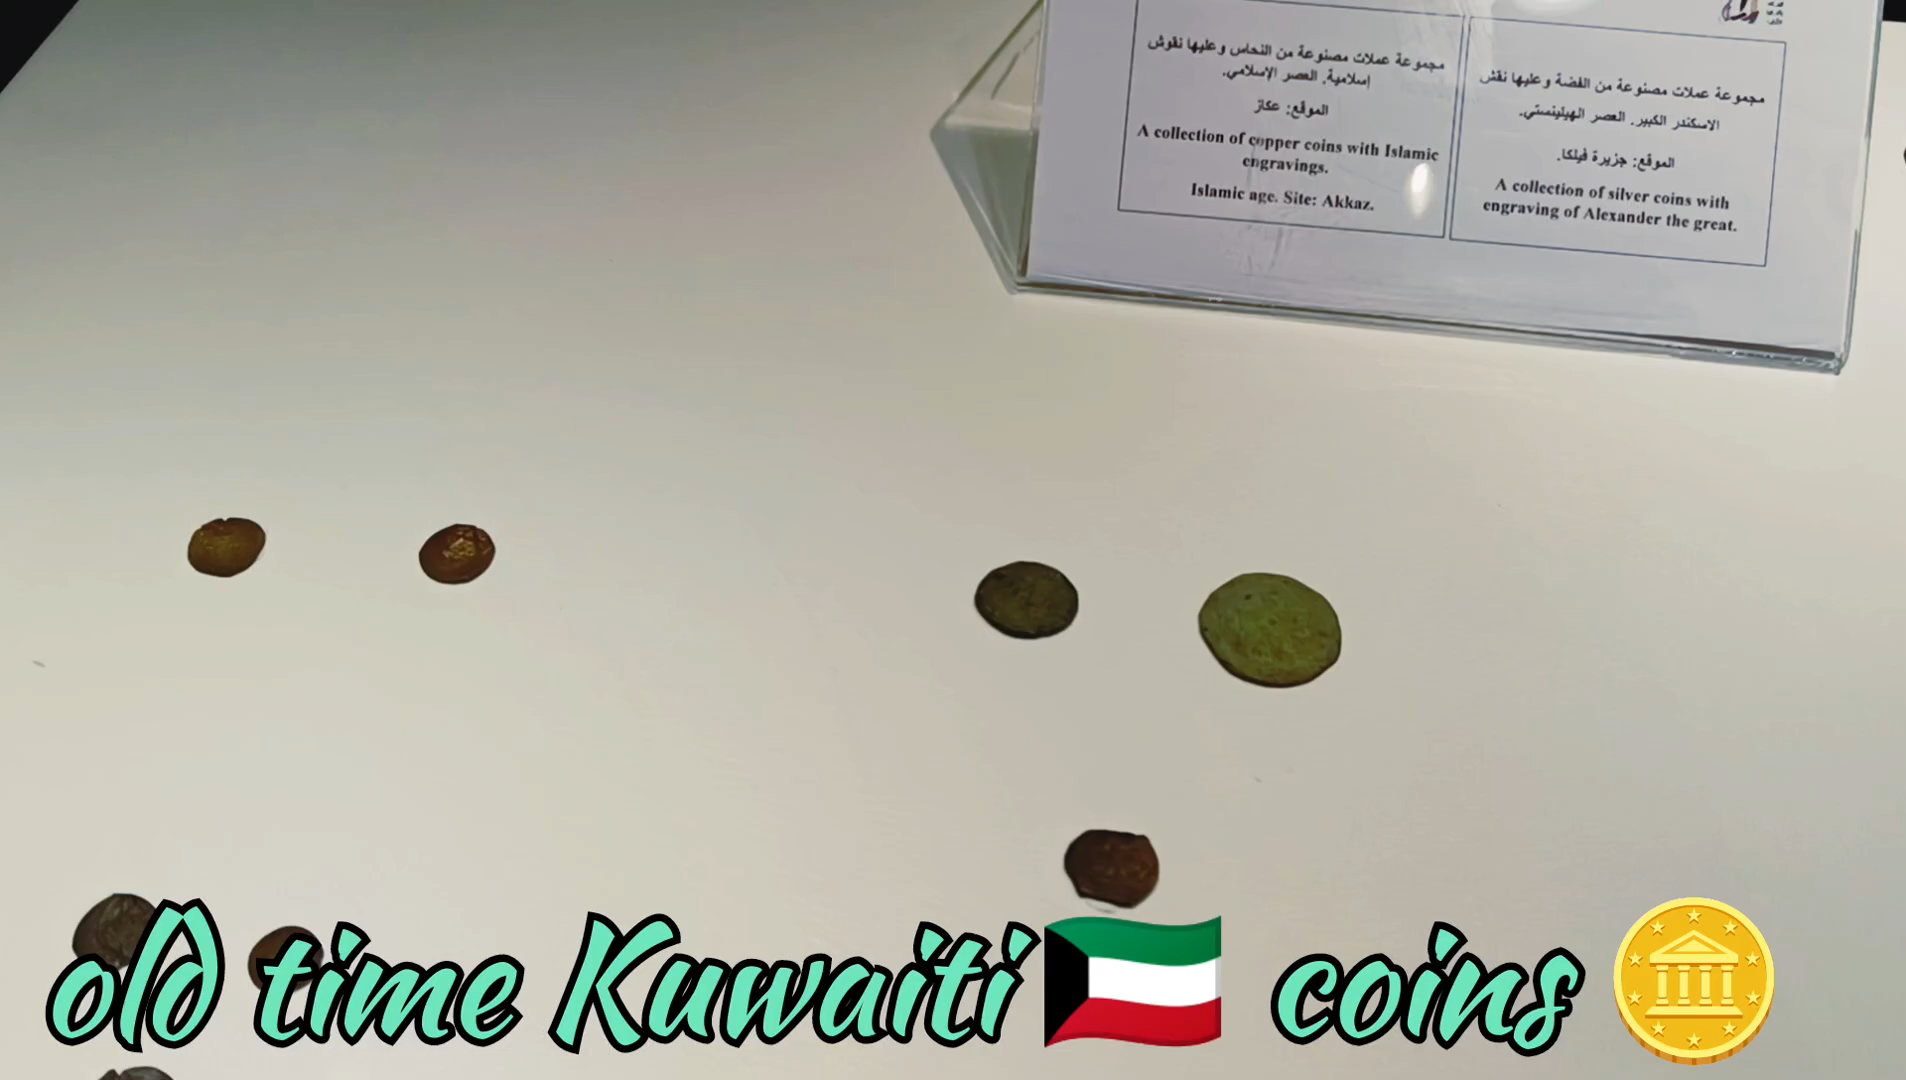 مجموعة عملات مصنوعة من النحاس وعليها نقوش
إسلامية. العصر الإسلامي.
الموقع: عكاز
A collection of copper coins with Islamic
engravings.
Islamic age. Site: Akkaz.
مجموعة عملات مصنوعة من الفضة وعليها نقش
الاسكندر الكبير. العصر الهيلينستي.
الموقع: جزيرة فيلكا.
A collection of silver coins with
engraving of Alexander the great.
old time Kuwaiti 🇰🇼 coins 🪙